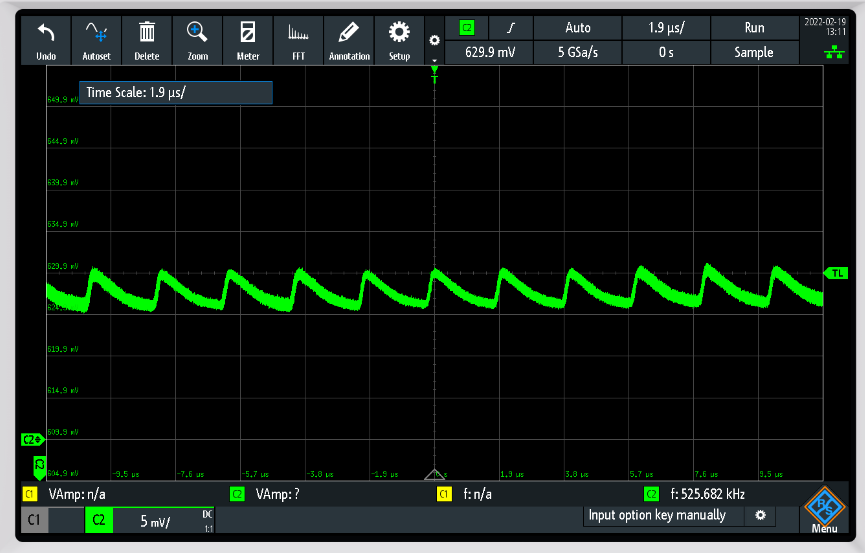 Undo
Autoset
Delete
Zoom
Meter
FFT
Annotation
Setup
C2 Auto 1.9 µs/ Run
629.9 mV 5 GSa/s 0 s Sample
2022-02-19
13:11
T
Time Scale: 1.9 µs/
649.9 mV
644.9 mV
639.9 mV
634.9 mV
629.9 mV
TL
619.9 mV
614.9 mV
C2
609.9 mV
604.9 mV
-9.5 µs -7.6 µs -5.7 µs -3.8 µs -1.9 µs 1.9 µs 3.8 µs 5.7 µs 7.6 µs 9.5 µs
C1 VAmp: n/a C2 VAmp: ? C1 f: n/a C2 f: 525.682 kHz
C1 C2 5 mV/ DC
1:1
Input option key manually
R S
Menu